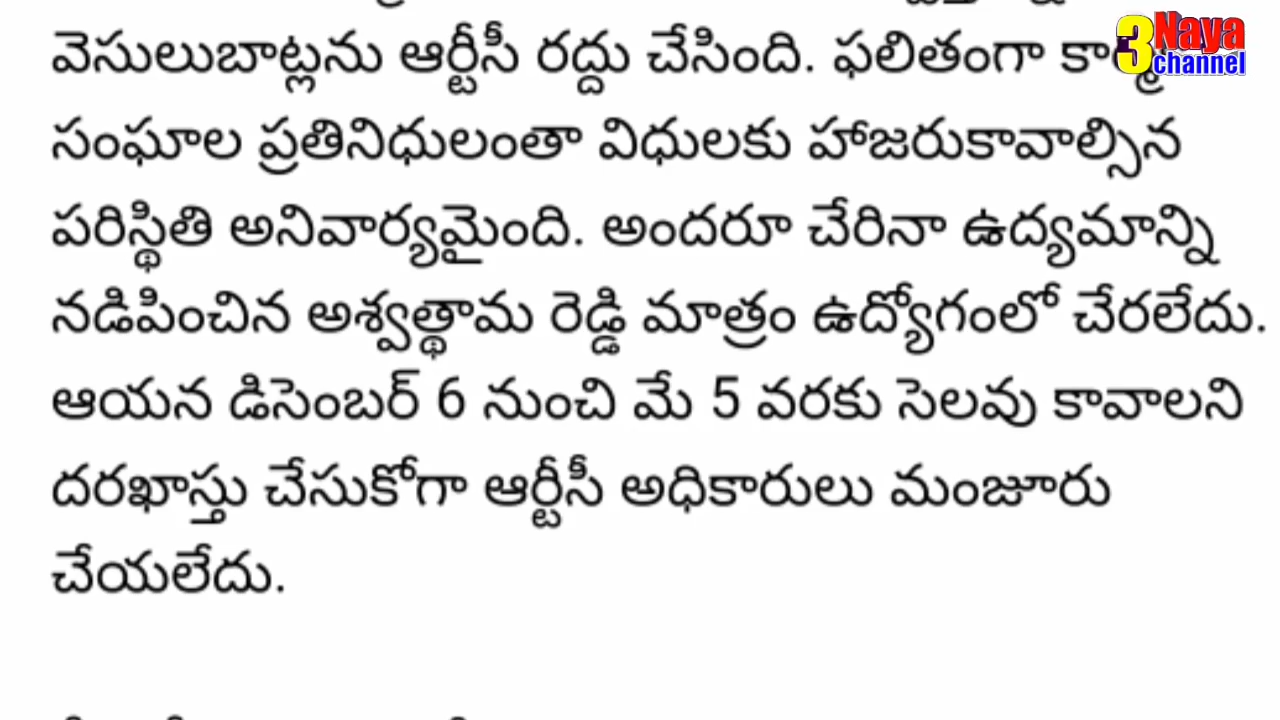 3 Naya
channel
వెసులుబాట్లను ఆర్టీసీ రద్దు చేసింది. ఫలితంగా
సంఘాల ప్రతినిధులంతా విధులకు హాజరుకావాల్సిన
పరిస్థితి అనివార్యమైంది. అందరూ చేరినా ఉద్యమాన్ని
నడిపించిన అశ్వత్థామ రెడ్డి మాత్రం ఉద్యోగంలో చేరలేదు.
ఆయన డిసెంబర్ 6 నుంచి మే 5 వరకు సెలవు కావాలని
దరఖాస్తు చేసుకోగా ఆర్టీసీ అధికారులు మంజూరు
చేయలేదు.